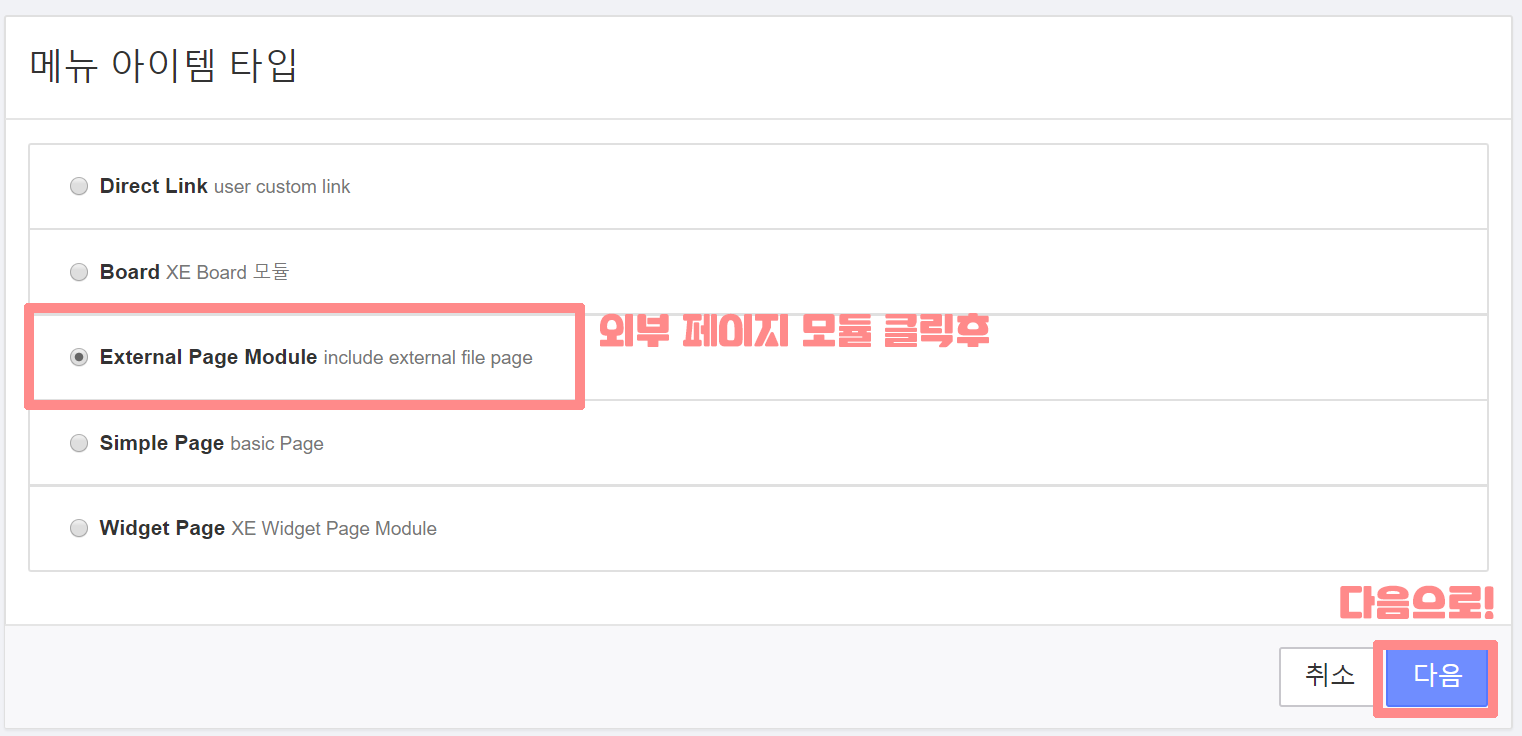 메뉴 아이템 타입
Direct Link user custom link
Board XE Board 모듈
외부 페이지 모듈 클릭후
External Page Module include external file page
Simple Page basic Page
Widget Page XE Widget Page Module
다음으로!
취소 다음